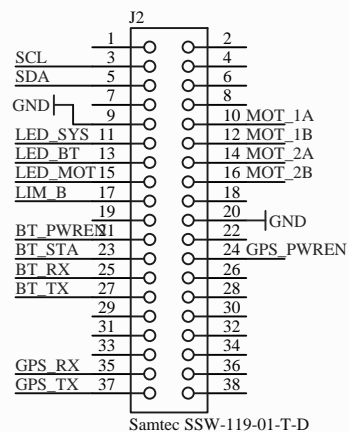 J2
1 2
SCL 3 4
SDA 5 6
7 8
GND 9 10 MOT_1A
LED_SYS 11 12 MOT_1B
LED_BT 13 14 MOT_2A
LED_MOT 15 16 MOT_2B
LIM_B 17 18
19 20 GND
BT_PWREN 21 22
BT_STA 23 24 GPS_PWREN
BT_RX 25 26
BT_TX 27 28
29 30
31 32
33 34
GPS_RX 35 36
GPS_TX 37 38
Samtec SSW-119-01-T-D